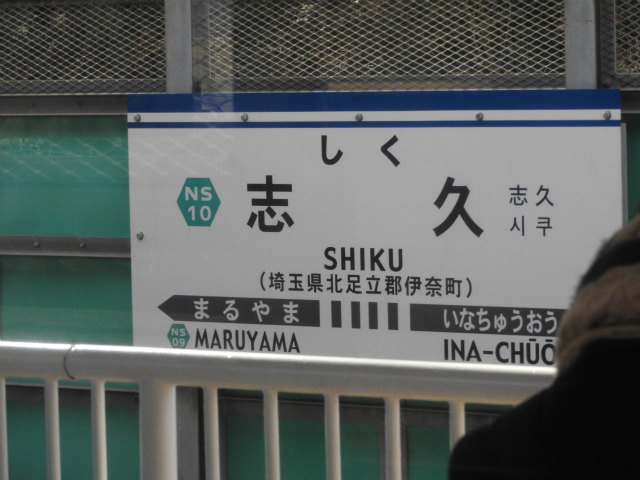 しく
NS
10
志久
志久
시쿠
SHIKU
（埼玉県北足立郡伊奈町）
まるやま
いなちゅうおう
NS
09
MARUYAMA
INA-CHŪŌ